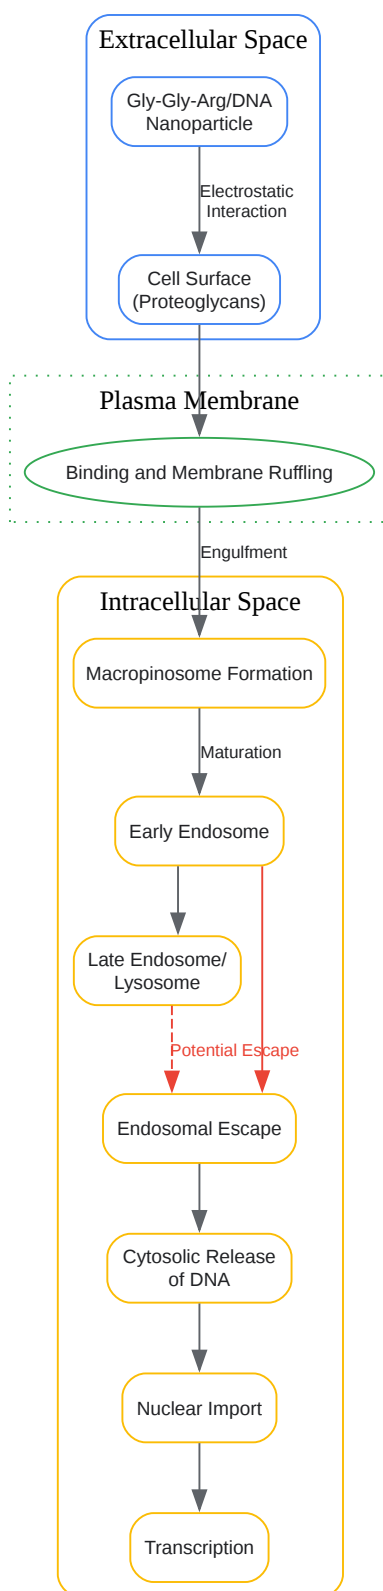 Extracellular Space
Gly-Gly-Arg/DNA
Nanoparticle
Electrostatic
Interaction
Cell Surface
(Proteoglycans)
Plasma Membrane
Binding and Membrane Ruffling
Engulfment
Intracellular Space
Macropinosome Formation
Maturation
Early Endosome
Late Endosome/
Lysosome
Potential Escape
Endosomal Escape
Cytosolic Release
of DNA
Nuclear Import
Transcription